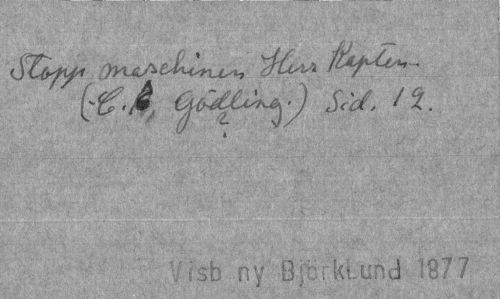 Stopp maschinen Herr Kapten.
(C. G. Gödling.) Sid. 12.
?
Visb ny Björklund 1877